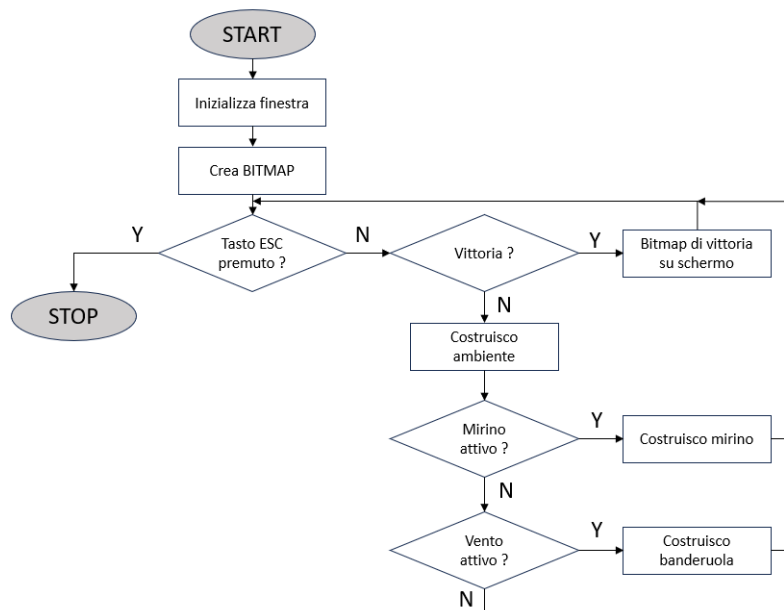 START
Inizializza finestra
Crea BITMAP
Y
Tasto ESC
premuto ?
N
Vittoria ?
Y
Bitmap di vittoria
su schermo
STOP
N
Costruisco
ambiente
Mirino
attivo ?
Y
Costruisco mirino
N
Vento
attivo ?
Y
Costruisco
banderuola
N